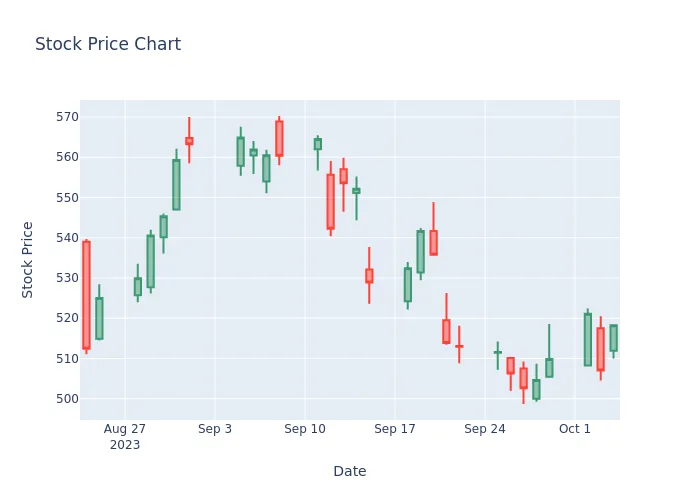 Stock Price Chart
570
560
550
540
530
520
510
500
Stock Price
Aug 27
2023
Sep 3
Sep 10
Sep 17
Sep 24
Oct 1
Date